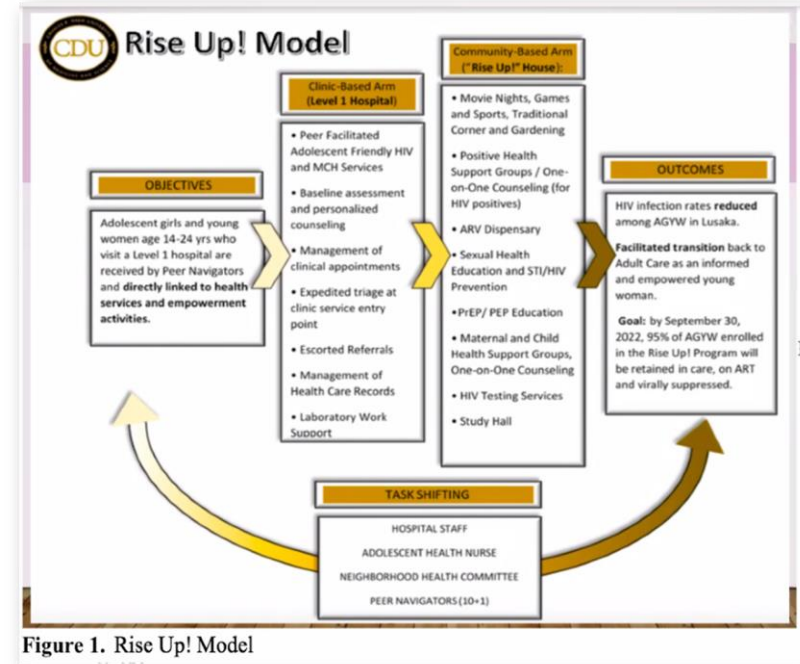 CDU
Rise Up! Model
OBJECTIVES
Adolescent girls and young
women age 14-24 yrs who
visit a Level 1 hospital are
received by Peer Navigators
and directly linked to health
services and empowerment
activities.
Clinic-Based Arm
(Level 1 Hospital)
• Peer Facilitated
Adolescent Friendly HIV
and MCH Services
• Baseline assessment
and personalized
counseling
• Management of
clinical appointments
• Expedited triage at
clinic service entry
point
• Escorted Referrals
• Management of
Health Care Records
• Laboratory Work
Support
Community-Based Arm
("Rise Up!" House):
• Movie Nights, Games
and Sports, Traditional
Corner and Gardening
• Positive Health
Support Groups / One-
on-One Counseling (for
HIV positives)
• ARV Dispensary
• Sexual Health
Education and STI/HIV
Prevention
•PrEP/ PEP Education
• Maternal and Child
Health Support Groups,
One-on-One Counseling
• HIV Testing Services
• Study Hall
OUTCOMES
HIV infection rates reduced
among AGYW in Lusaka.
Facilitated transition back to
Adult Care as an informed
and empowered young
woman.
Goal: by September 30,
2022, 95% of AGYW enrolled
in the Rise Up! Program will
be retained in care, on ART
and virally suppressed.
TASK SHIFTING
HOSPITAL STAFF
ADOLESCENT HEALTH NURSE
NEIGHBORHOOD HEALTH COMMITTEE
PEER NAVIGATORS (10+1)
Figure 1. Rise Up! Model